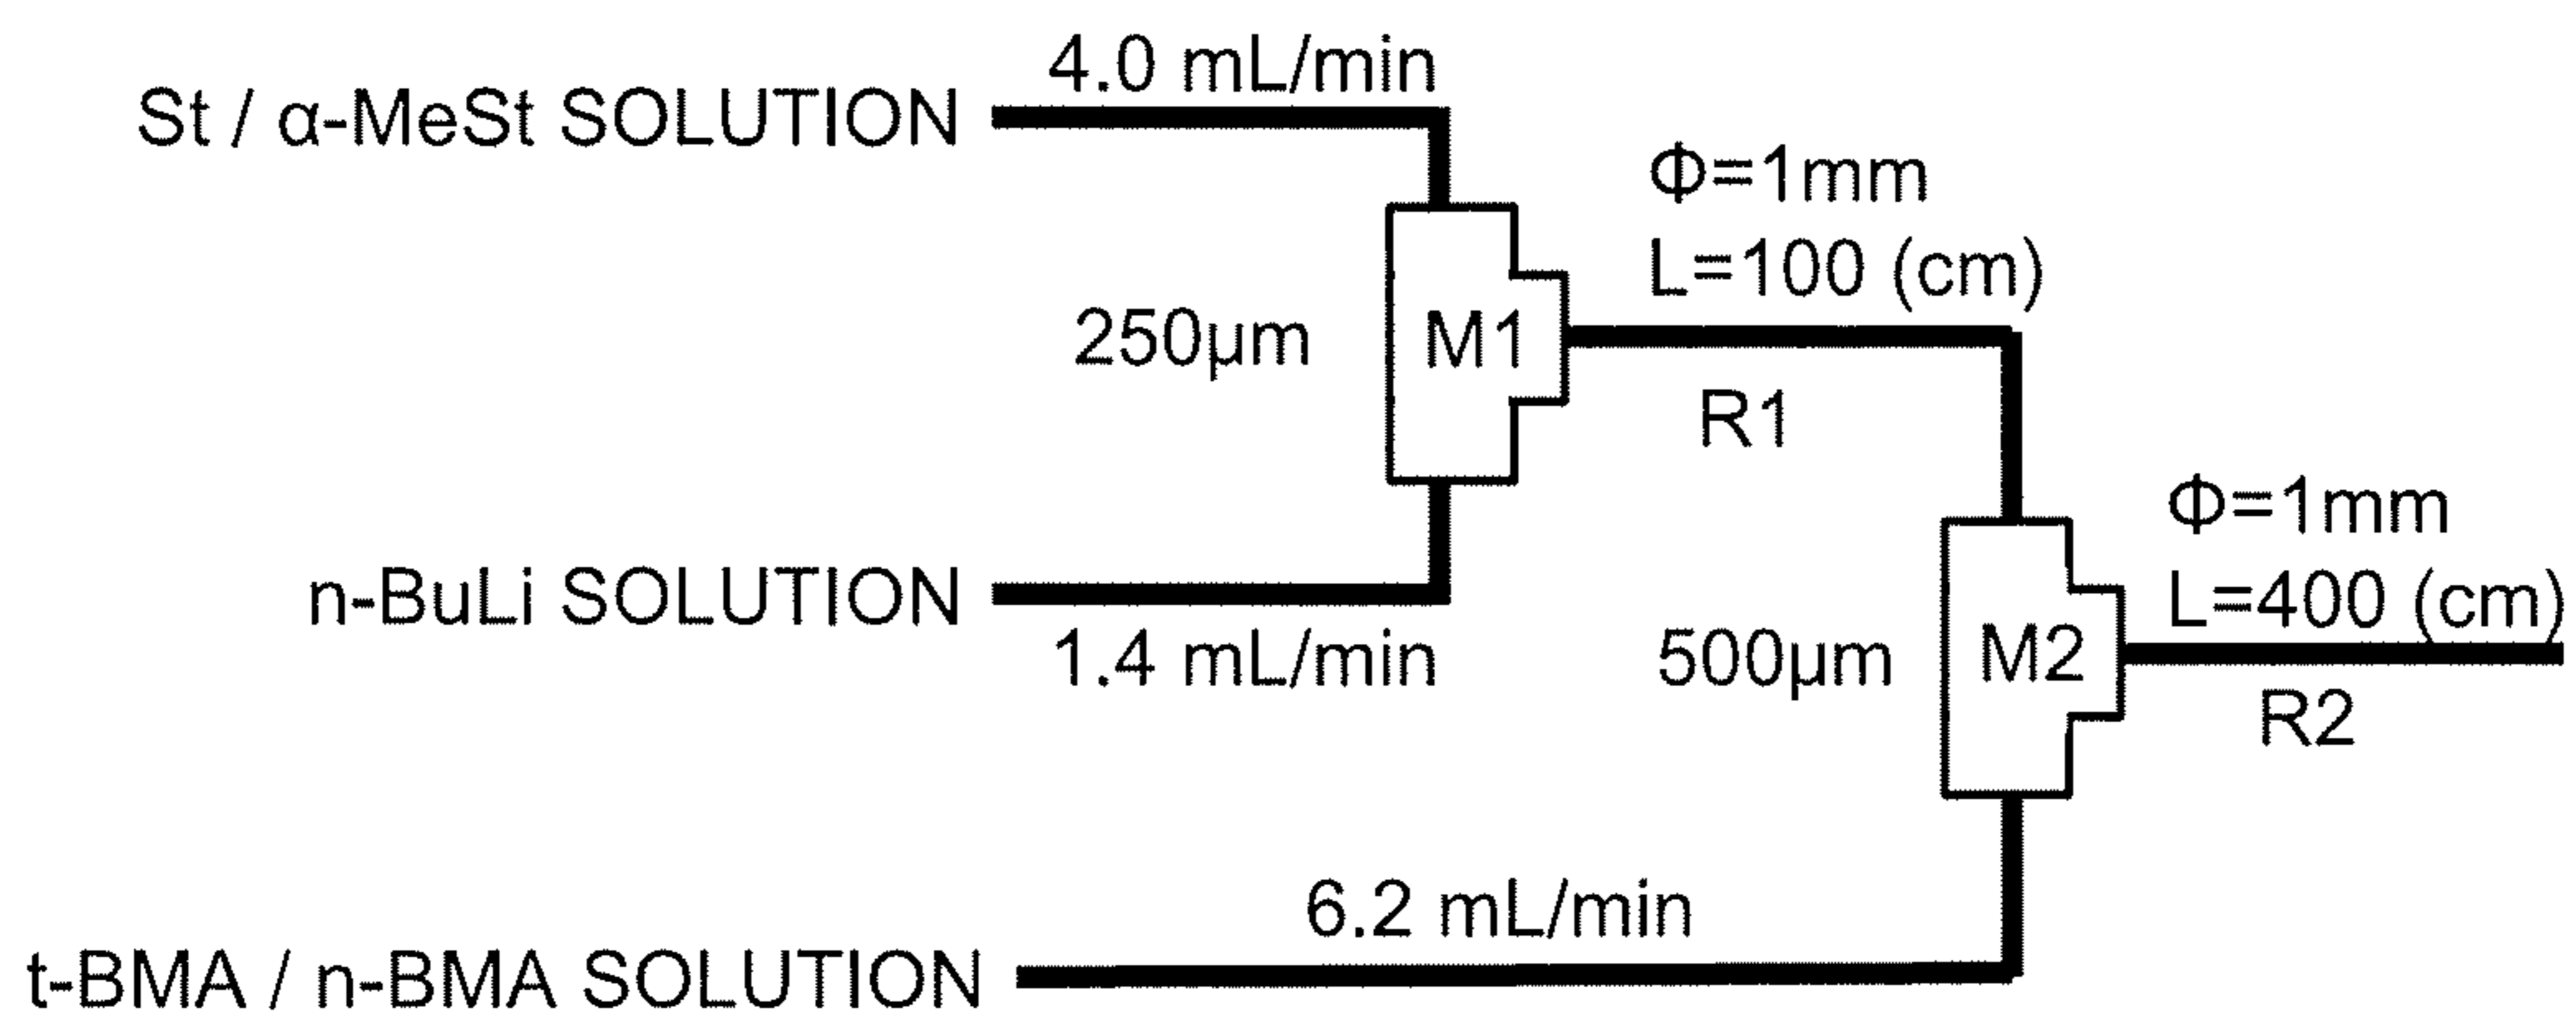 4.0 mL/min
St / α-MeSt SOLUTION
Φ=1mm
L=100 (cm)
250μm
M1
R1
n-BuLi SOLUTION
1.4 mL/min
Φ=1mm
L=400 (cm)
500μm
M2
R2
6.2 mL/min
t-BMA / n-BMA SOLUTION